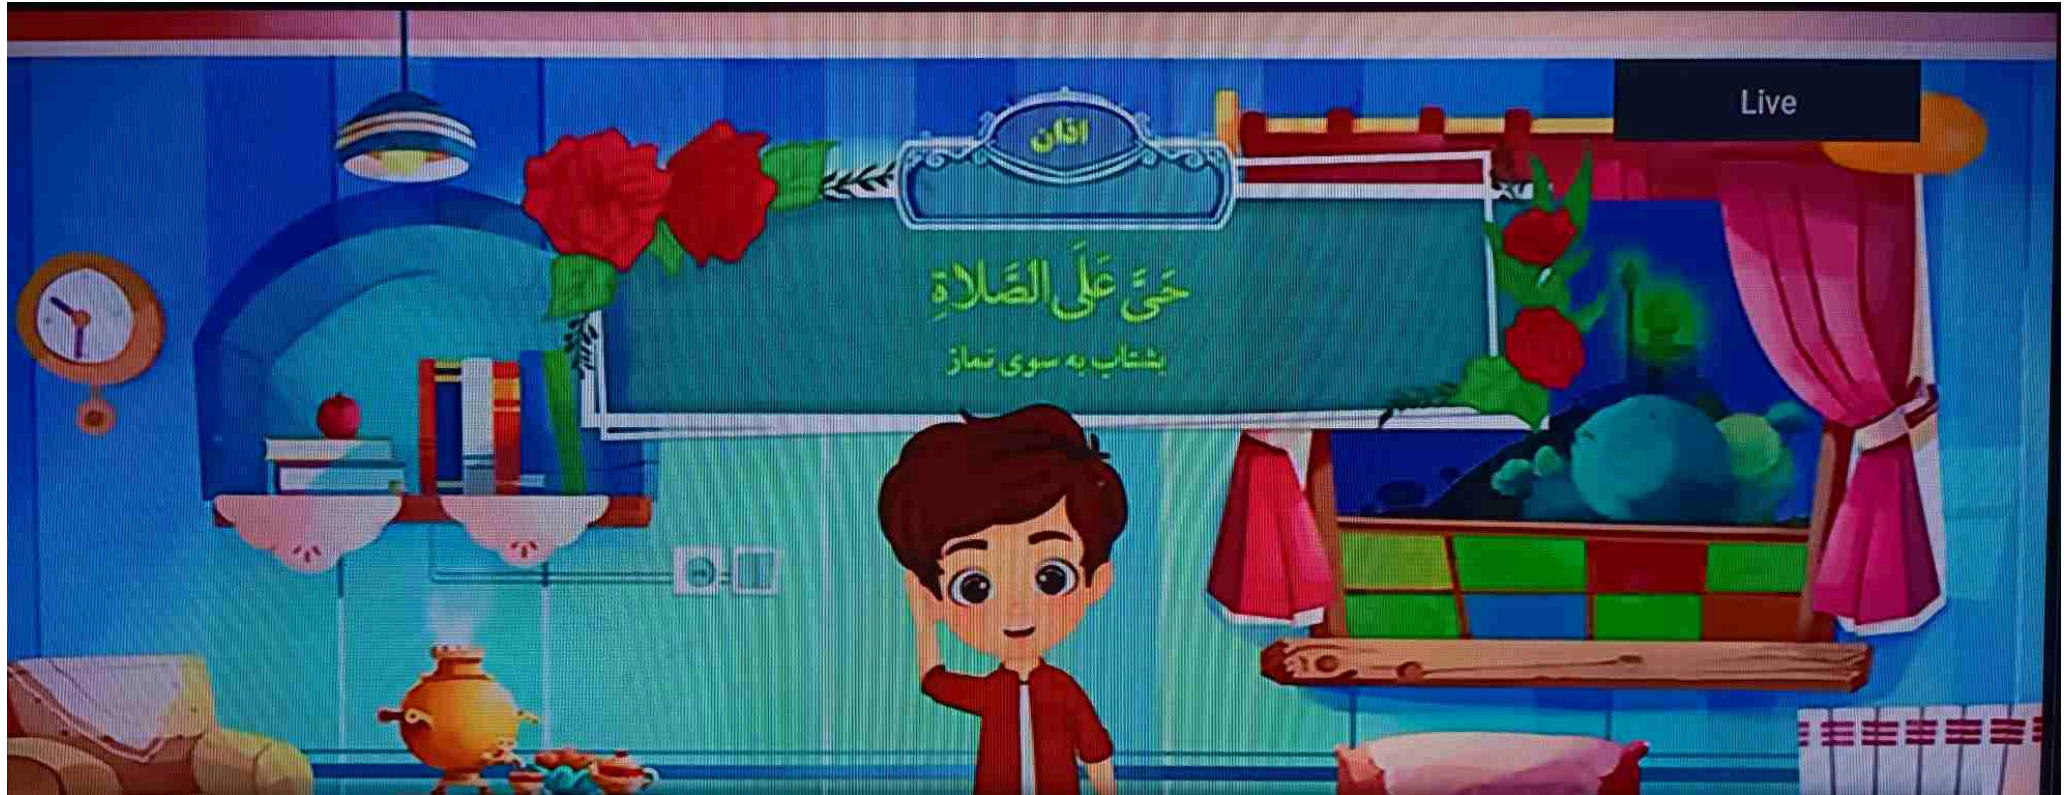 Live
اذان
حَیَّ عَلَی الصَّلاةِ
بشتاب به سوی نماز